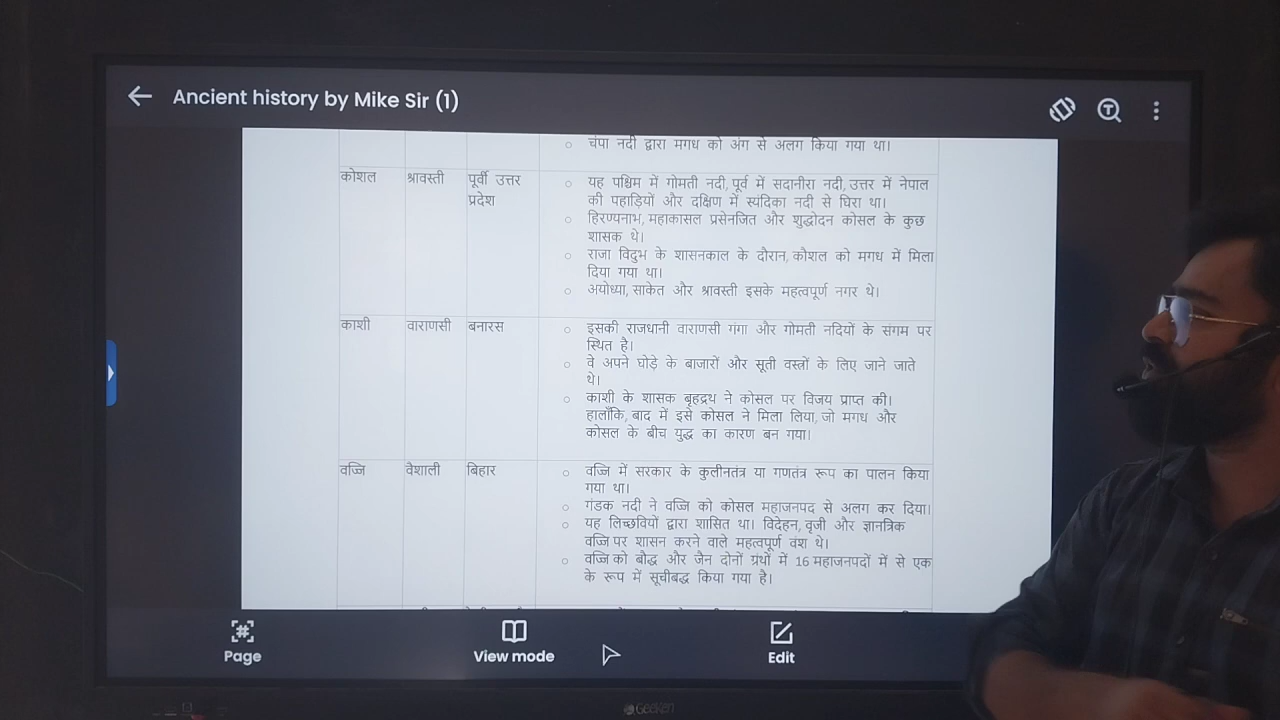 Ancient history by Mike Sir (1)
चंपा नदी द्वारा मगध को अंग से अलग किया गया था।
कोशल श्रावस्ती पूर्वी उत्तर प्रदेश
यह पश्चिम में गोमती नदी, पूर्व में सदानीरा नदी, उत्तर में नेपाल
की पहाड़ियों और दक्षिण में स्यंदिका नदी से घिरा था।
हिरण्यनाभ, महाकासल प्रसेनजित और शुद्धोदन कोसल के कुछ
शासक थे।
राजा विदुभ के शासनकाल के दौरान, कौशल को मगध में मिला
दिया गया था।
अयोध्या, साकेत और श्रावस्ती इसके महत्वपूर्ण नगर थे।
काशी वाराणसी बनारस
इसकी राजधानी वाराणसी गंगा और गोमती नदियों के संगम पर
स्थित है।
वे अपने घोड़े के बाजारों और सूती वस्त्रों के लिए जाने जाते
थे।
काशी के शासक बृहद्रथ ने कोसल पर विजय प्राप्त की।
हालाँकि, बाद में इसे कोसल ने मिला लिया, जो मगध और
कोसल के बीच युद्ध का कारण बन गया।
वज्जि वैशाली बिहार
वज्जि में सरकार के कुलीनतंत्र या गणतंत्र रूप का पालन किया
गया था।
गंडक नदी ने वज्जि को कोसल महाजनपद से अलग कर दिया।
यह लिच्छवियों द्वारा शासित था। विदेहन, वृजी और ज्ञानत्रिक
वज्जि पर शासन करने वाले महत्वपूर्ण वंश थे।
वज्जि को बौद्ध और जैन दोनों ग्रंथों में 16 महाजनपदों में से एक
के रूप में सूचीबद्ध किया गया है।
Page View mode Edit
Geeken